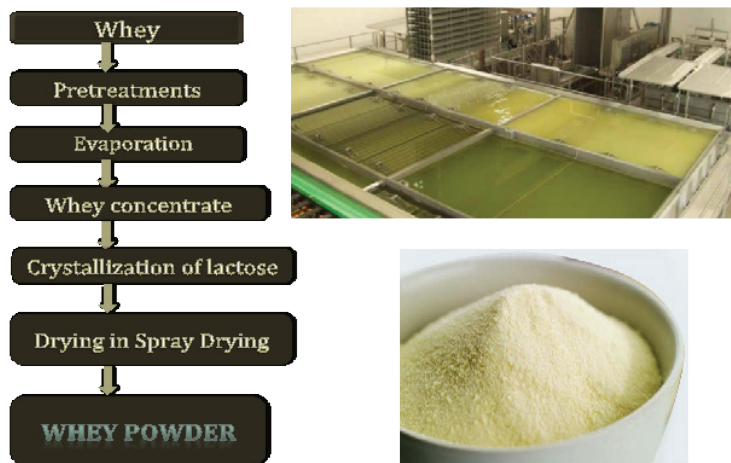 Whey
Pretreatments
Evaporation
Whey concentrate
Crystallization of lactose
Drying in Spray Drying
WHEY POWDER